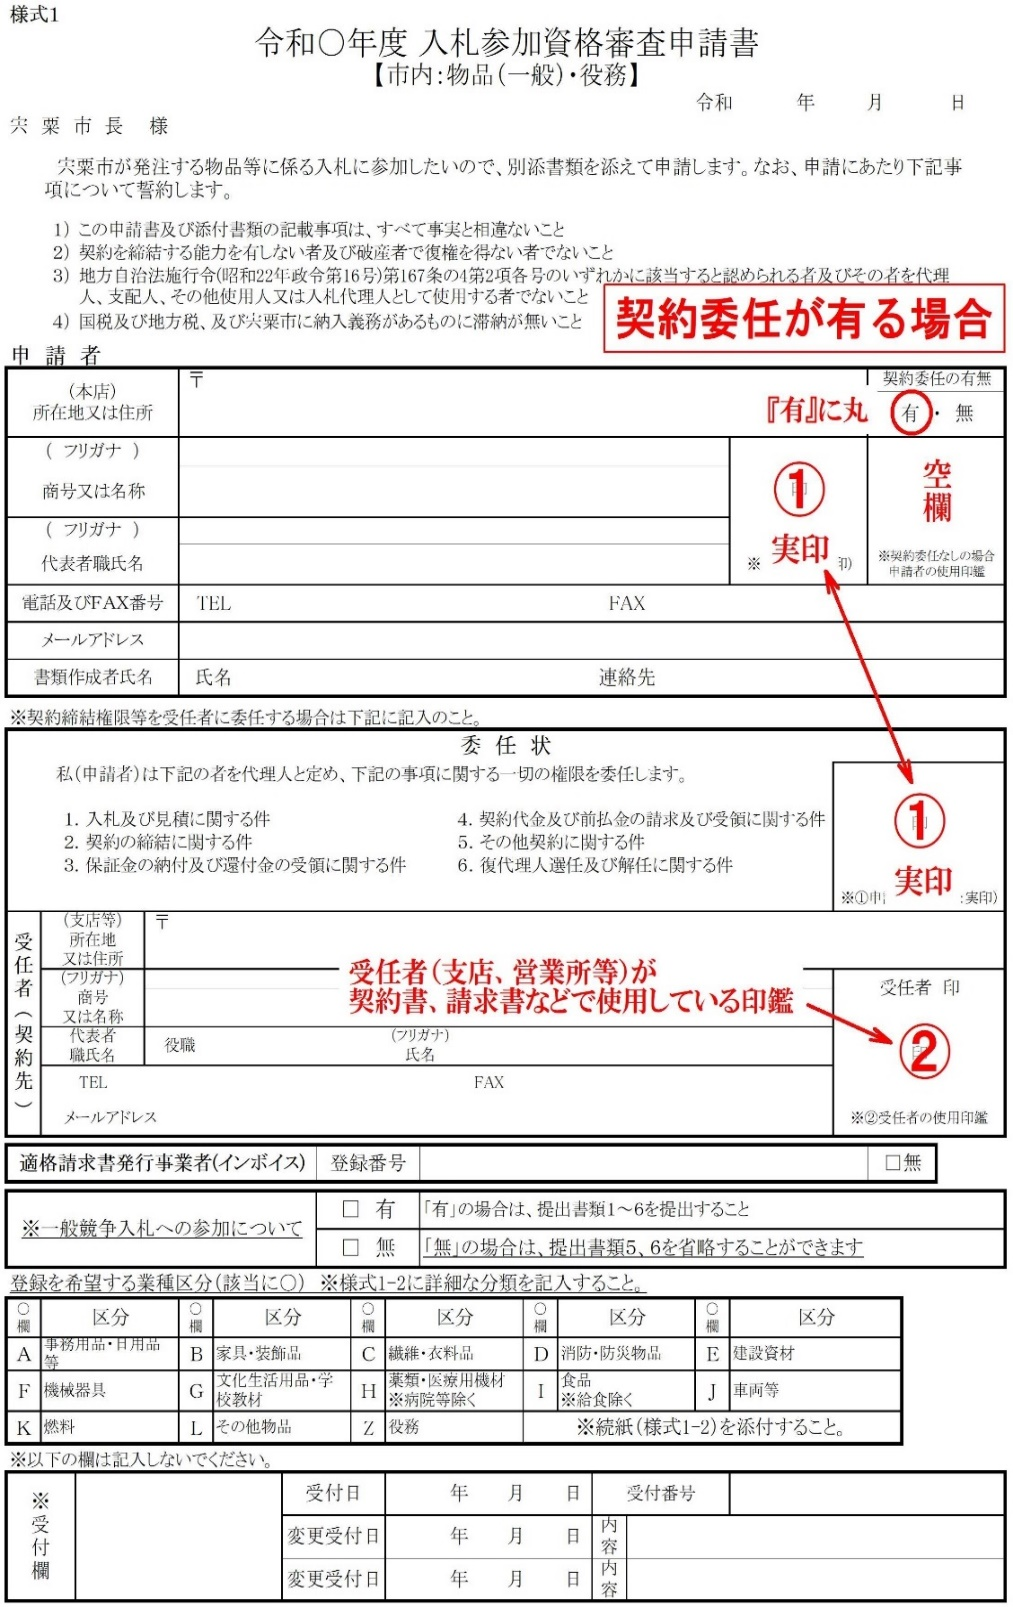 様式1
令和○年度 入札参加資格審査申請書
【市内:物品(一般)・役務】
令和 年 月 日
宍 粟 市 長 様
宍粟市が発注する物品等に係る入札に参加したいので、別添書類を添えて申請します。なお、申請にあたり下記事
項について誓約します。
1) この申請書及び添付書類の記載事項は、すべて事実と相違ないこと
2) 契約を締結する能力を有しない者及び破産者で復権を得ない者でないこと
3) 地方自治法施行令(昭和22年政令第16号)第167条の4第2項各号のいずれかに該当すると認められる者及びその者を代理
人、支配人、その他使用人又は入札代理人として使用する者でないこと
4) 国税及び地方税、及び宍粟市に納入義務があるものに滞納が無いこと
契約委任が有る場合
申 請 者
(本店)
所在地又は住所
〒
契約委任の有無
『有』に丸
有 ・ 無
( フリガナ )
商号又は名称
( フリガナ )
代表者職氏名
①
実印
※ 印)
空欄
※契約委任なしの場合
申請者の使用印鑑
電話及びFAX番号 TEL FAX
メールアドレス
書類作成者氏名 氏名 連絡先
※契約締結権限等を受任者に委任する場合は下記に記入のこと。
委 任 状
私(申請者)は下記の者を代理人と定め、下記の事項に関する一切の権限を委任します。
1. 入札及び見積に関する件
2. 契約の締結に関する件
3. 保証金の納付及び還付金の受領に関する件
4. 契約代金及び前払金の請求及び受領に関する件
5. その他契約に関する件
6. 復代理人選任及び解任に関する件
①
実印
※①申 :実印)
受任者(契約先)
(支店等)
所在地
又は住所
〒
(フリガナ)
商号
又は名称
受任者(支店、営業所等)が
契約書、請求書などで使用している印鑑
代表者
職氏名
役職
(フリガナ)
氏名
TEL FAX
メールアドレス
受任者 印
②
※②受任者の使用印鑑
適格請求書発行事業者(インボイス) 登録番号 □無
※一般競争入札への参加について
□ 有 「有」の場合は、提出書類1～6を提出すること
□ 無 「無」の場合は、提出書類5、6を省略することができます
登録を希望する業種区分(該当に○) ※様式1-2に詳細な分類を記入すること。
○欄 区分 ○欄 区分 ○欄 区分 ○欄 区分 ○欄 区分
A 事務用品・日用品等 B 家具・装飾品 C 繊維・衣料品 D 消防・防災物品 E 建設資材
F 機械器具 G 文化生活用品・学校教材 H 薬類・医療用機材 ※病院等除く I 食品 ※給食除く J 車両等
K 燃料 L その他物品 Z 役務 ※続紙(様式1-2)を添付すること。
※以下の欄は記入しないでください。
※受付欄
受付日 年 月 日 受付番号
変更受付日 年 月 日 内容
変更受付日 年 月 日 内容